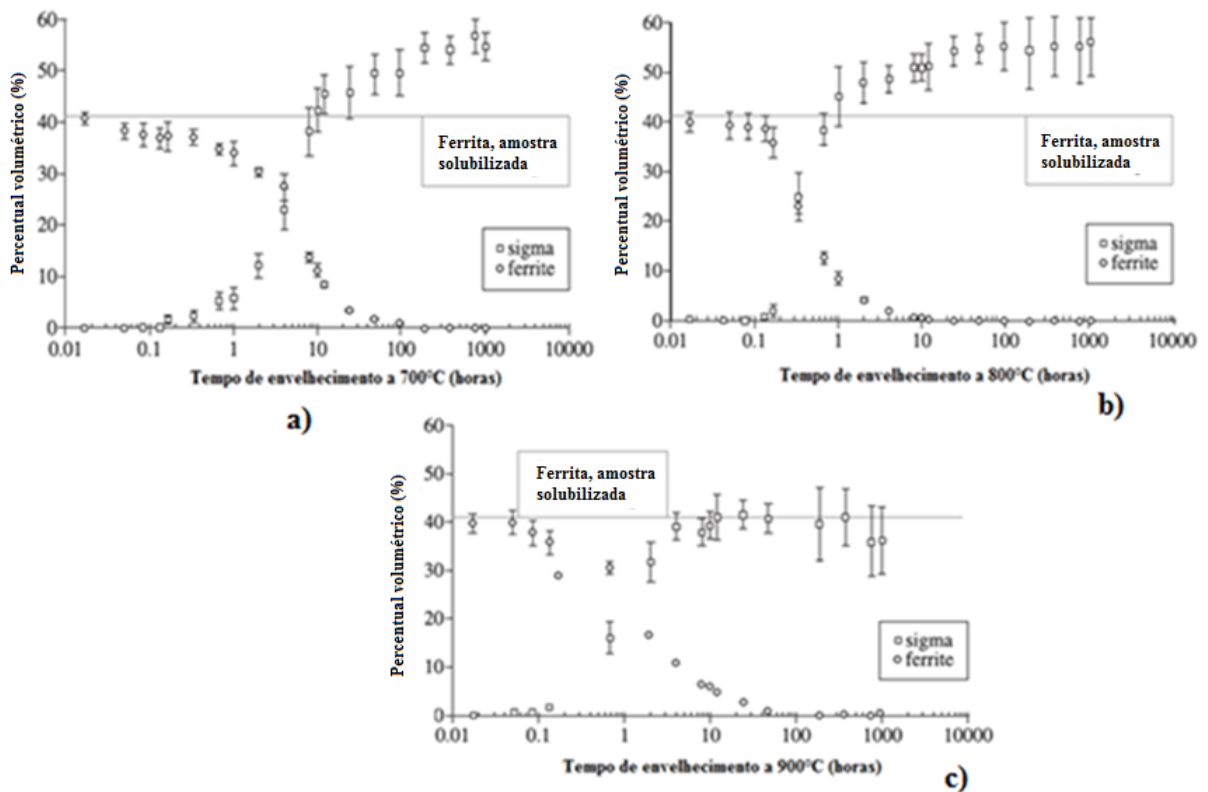 60
50
40
30
20
10
0
Percentual volumétrico (%)
Ferrita, amostra
solubilizada
sigma
ferrite
0.01 0.1 1 10 100 1000 10000
Tempo de envelhecimento a 700°C (horas)
a)
60
50
40
30
20
10
0
Percentual volumétrico (%)
Ferrita, amostra
solubilizada
sigma
ferrite
0.01 0.1 1 10 100 1000 10000
Tempo de envelhecimento a 800°C (horas)
b)
60
50
40
30
20
10
0
Percentual volumétrico (%)
Ferrita, amostra
solubilizada
sigma
ferrite
0.01 0.1 1 10 100 1000 10000
Tempo de envelhecimento a 900°C (horas)
c)